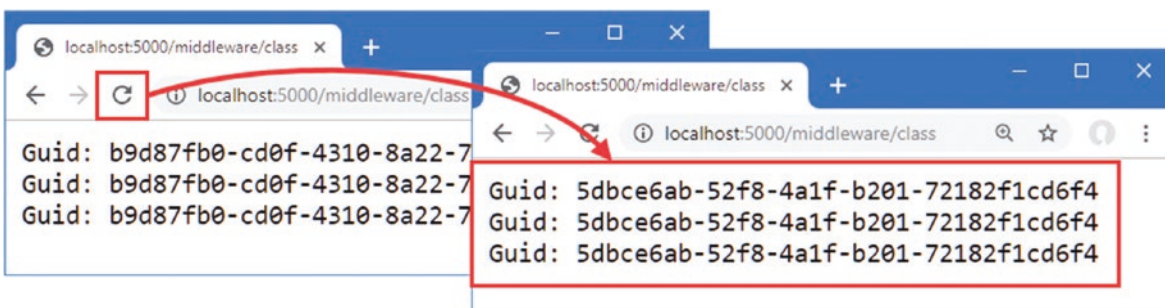 localhost:5000/middleware/class
localhost:5000/middleware/class
Guid: b9d87fb0-cd0f-4310-8a22-7
Guid: b9d87fb0-cd0f-4310-8a22-7
Guid: b9d87fb0-cd0f-4310-8a22-7
localhost:5000/middleware/class
localhost:5000/middleware/class
Guid: 5dbce6ab-52f8-4a1f-b201-72182f1cd6f4
Guid: 5dbce6ab-52f8-4a1f-b201-72182f1cd6f4
Guid: 5dbce6ab-52f8-4a1f-b201-72182f1cd6f4